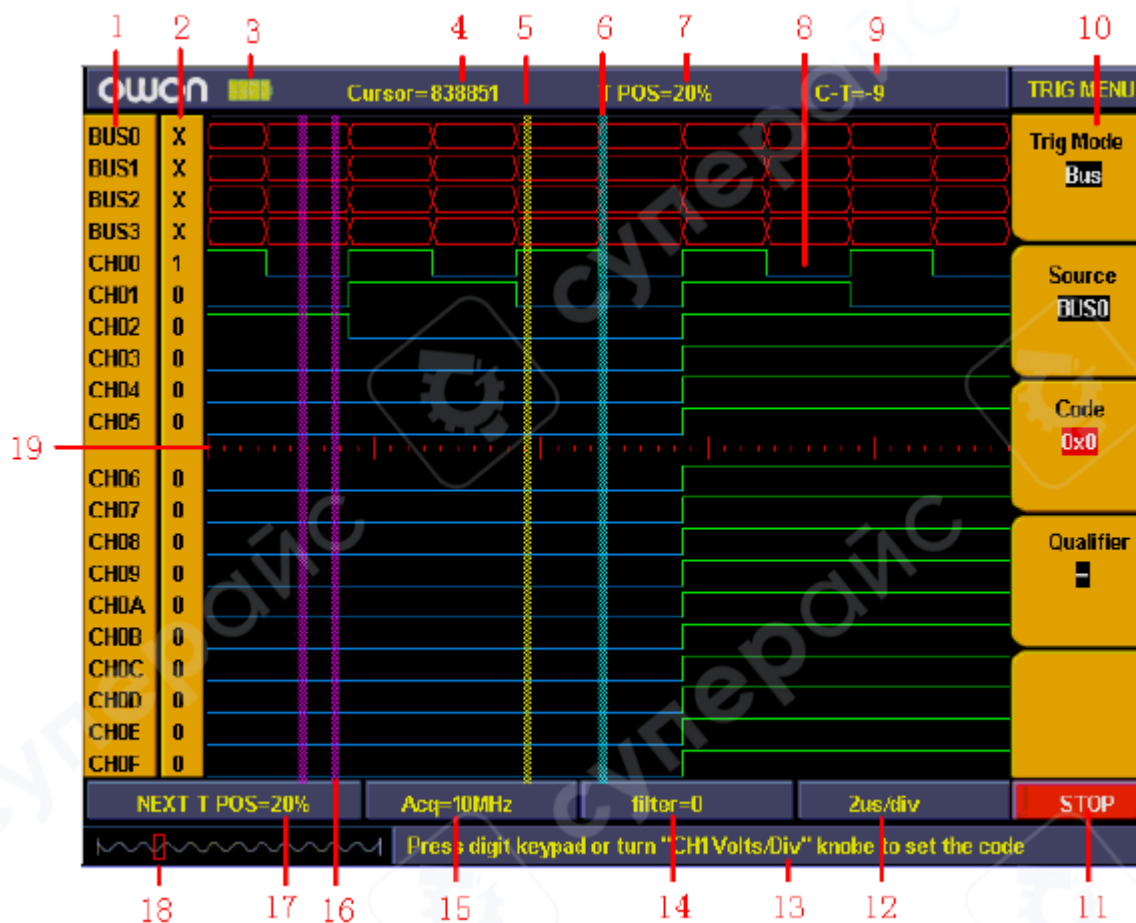 1 2 3 4 5 6 7 8 9 10
owon Cursor=838851 T POS=20% C-T=-9 TRIG MENU
BUS0 X
BUS1 X
BUS2 X
BUS3 X
CH00 1
CH01 0
CH02 0
CH03 0
CH04 0
CH05 0
19
CH06 0
CH07 0
CH08 0
CH09 0
CH0A 0
CH0B 0
CH0C 0
CH0D 0
CH0E 0
CH0F 0
Trig Mode
Bus
Source
BUS0
Code
0x0
Qualifier
–
NEXT T POS=20% Acq=10MHz filter=0 2us/div STOP
Press digit keypad or turn "CH1 Volts/Div" knobe to set the code
18 17 16 15 14 13 12 11
суперайс
суперайс
суперайс